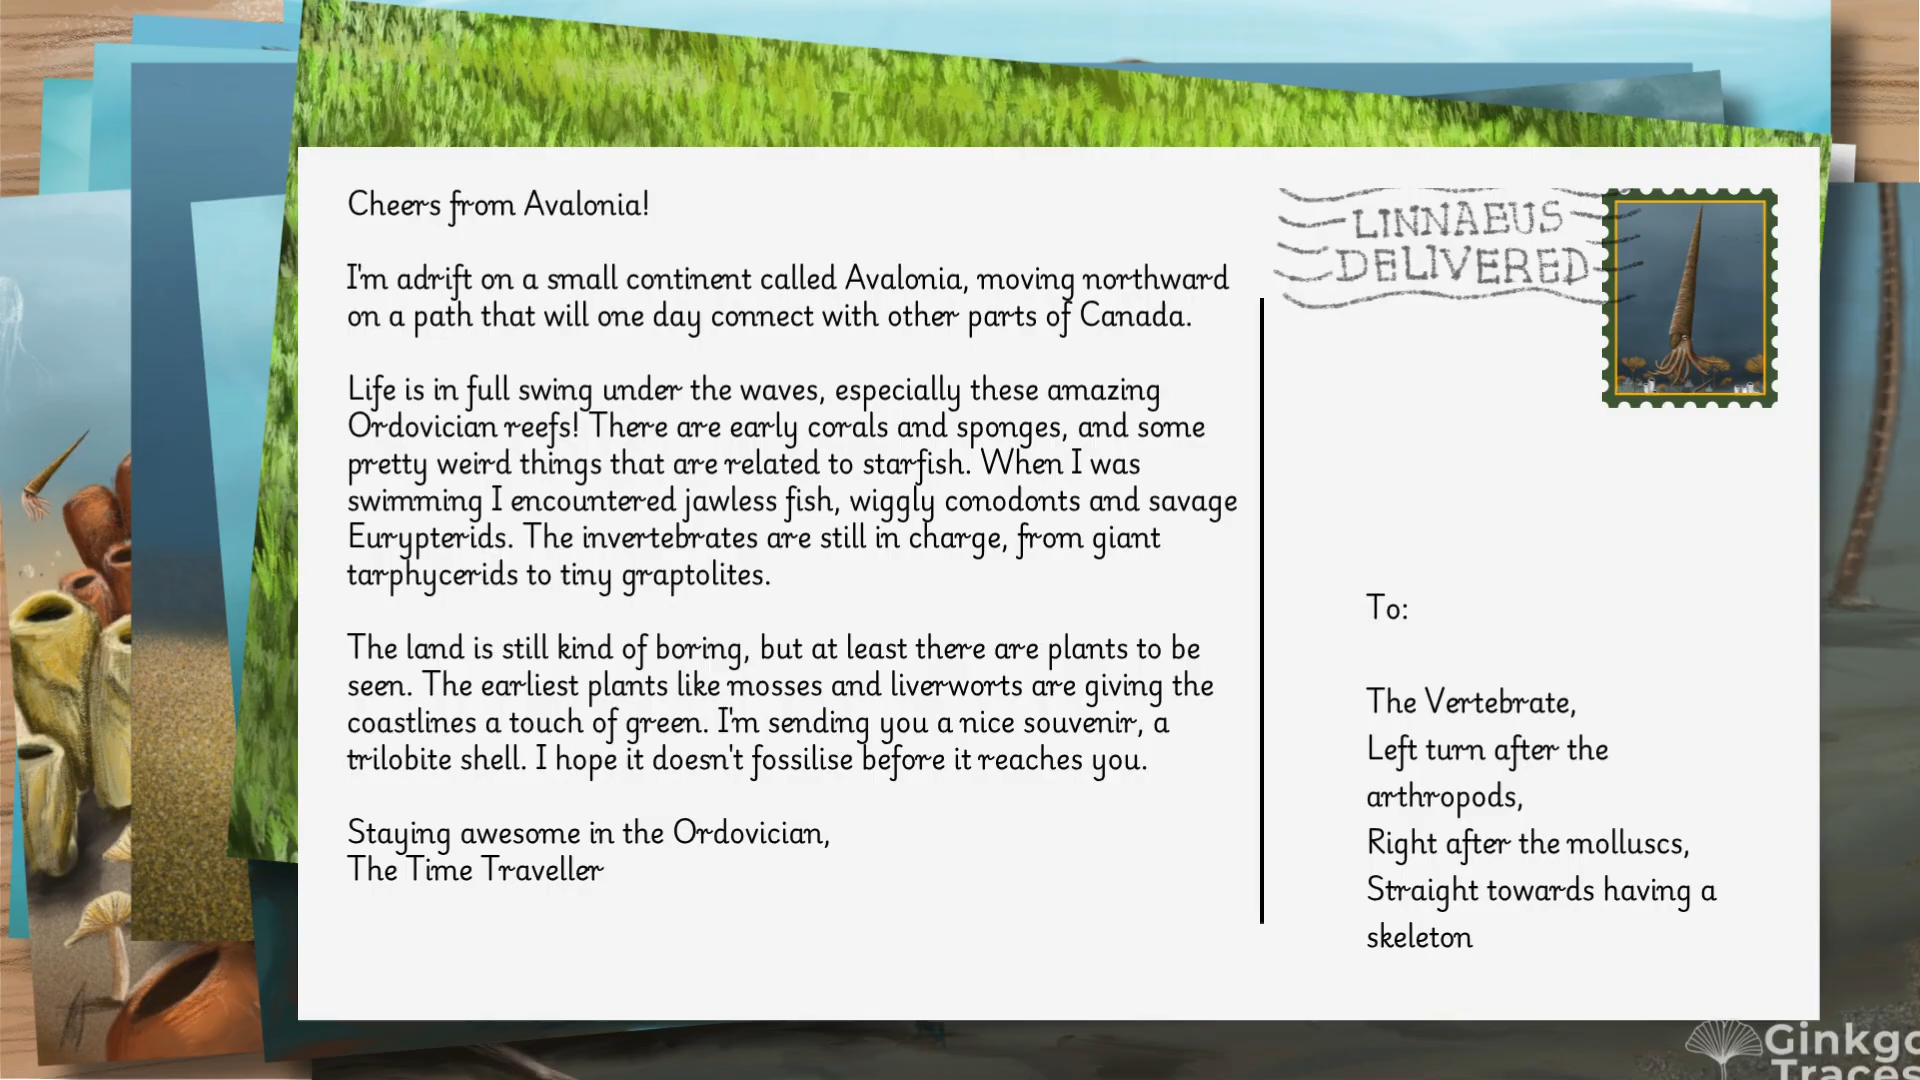 Cheers from Avalonia!
I'm adrift on a small continent called Avalonia, moving northward
on a path that will one day connect with other parts of Canada.
Life is in full swing under the waves, especially these amazing
Ordovician reefs! There are early corals and sponges, and some
pretty weird things that are related to starfish. When I was
swimming I encountered jawless fish, wiggly conodonts and savage
Eurypterids. The invertebrates are still in charge, from giant
tarphycerids to tiny graptolites.
The land is still kind of boring, but at least there are plants to be
seen. The earliest plants like mosses and liverworts are giving the
coastlines a touch of green. I'm sending you a nice souvenir, a
trilobite shell. I hope it doesn't fossilise before it reaches you.
Staying awesome in the Ordovician,
The Time Traveller
LINNAEUS
DELIVERED
To:
The Vertebrate,
Left turn after the
arthropods,
Right after the molluscs,
Straight towards having a
skeleton
Ginkgo
Traces